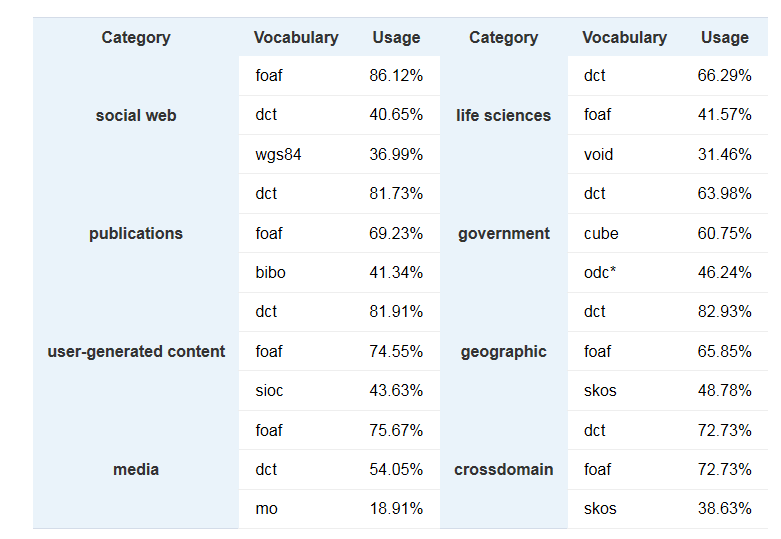 Category Vocabulary Usage Category Vocabulary Usage
foaf 86.12% dct 66.29%
social web dct 40.65% life sciences foaf 41.57%
wgs84 36.99% void 31.46%
dct 81.73% dct 63.98%
publications foaf 69.23% government cube 60.75%
bibo 41.34% odc* 46.24%
dct 81.91% dct 82.93%
user-generated content foaf 74.55% geographic foaf 65.85%
sioc 43.63% skos 48.78%
foaf 75.67% dct 72.73%
media dct 54.05% crossdomain foaf 72.73%
mo 18.91% skos 38.63%